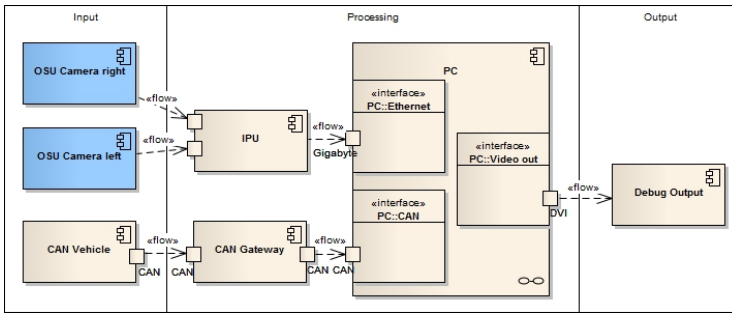 Input
Processing
Output
OSU Camera right
«flow»
OSU Camera left
«flow»
IPU
«flow»
Gigabyte
PC
«interface»
PC::Ethernet
«interface»
PC::Video out
«interface»
PC::CAN
DVI
«flow»
Debug Output
CAN Vehicle
CAN
«flow»
CAN
CAN Gateway
CAN
«flow»
CAN